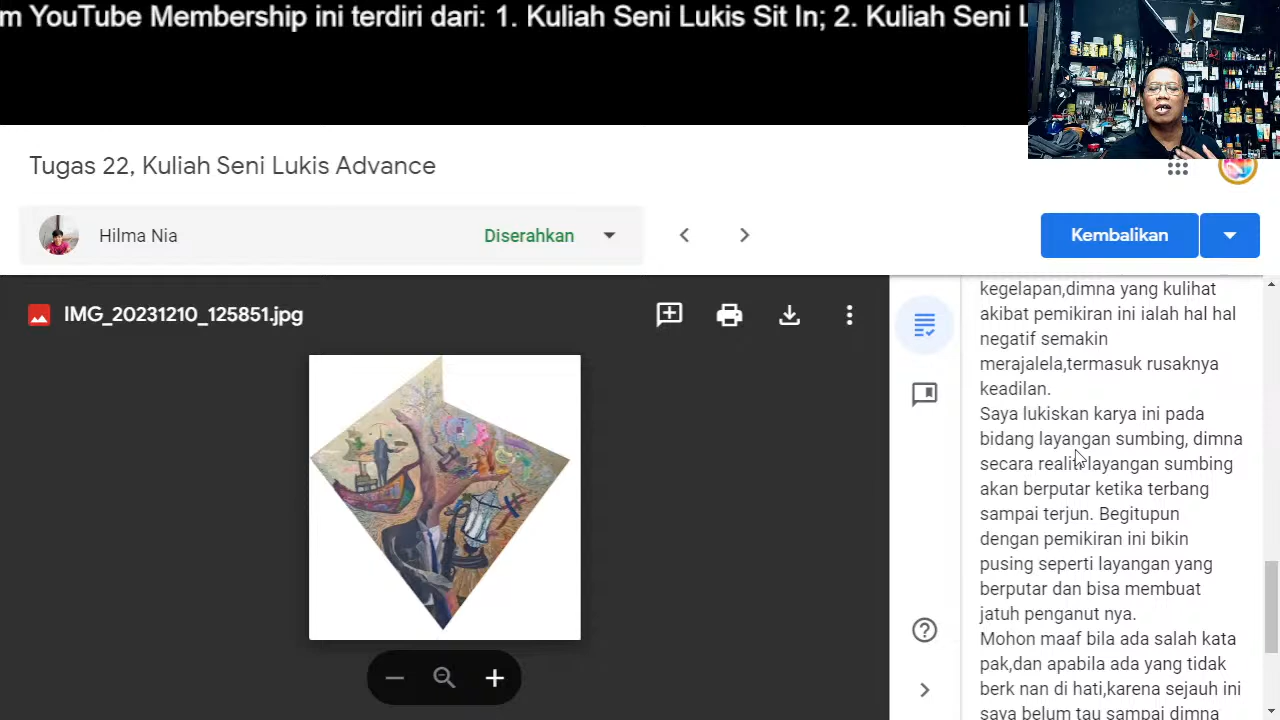 m YouTube Membership ini terdiri dari: 1. Kuliah Seni Lukis Sit In; 2. Kuliah Seni L
Tugas 22, Kuliah Seni Lukis Advance
Hilma Nia
Diserahkan
Kembalikan
IMG_20231210_125851.jpg
kegelapan,dimna yang kulihat
akibat pemikiran ini ialah hal hal
negatif semakin
merajalela,termasuk rusaknya
keadilan.
Saya lukiskan karya ini pada
bidang layangan sumbing, dimna
secara realit layangan sumbing
akan berputar ketika terbang
sampai terjun. Begitupun
dengan pemikiran ini bikin
pusing seperti layangan yang
berputar dan bisa membuat
jatuh penganut nya.
Mohon maaf bila ada salah kata
pak,dan apabila ada yang tidak
berk nan di hati,karena sejauh ini
saya belum tau sampai dimna